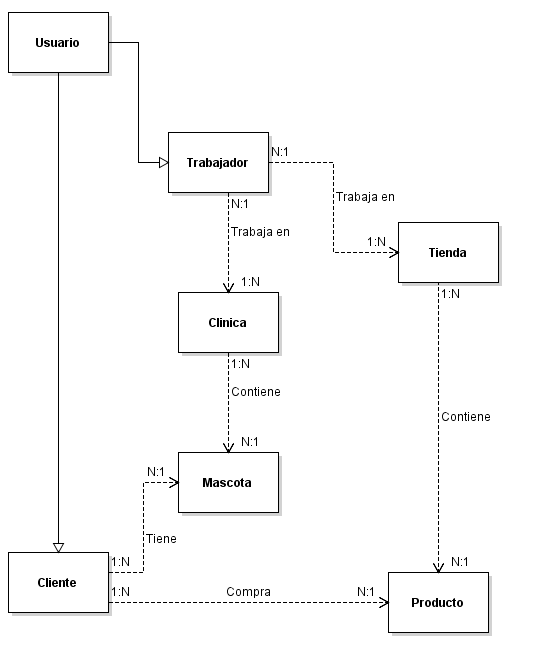 Usuario
Trabajador
N:1
Trabaja en
1:N
Tienda
N:1
Trabaja en
1:N
Clinica
1:N
Contiene
N:1
Mascota
1:N
Contiene
N:1
N:1
Tiene
1:N
Cliente
1:N
Compra
N:1
Producto